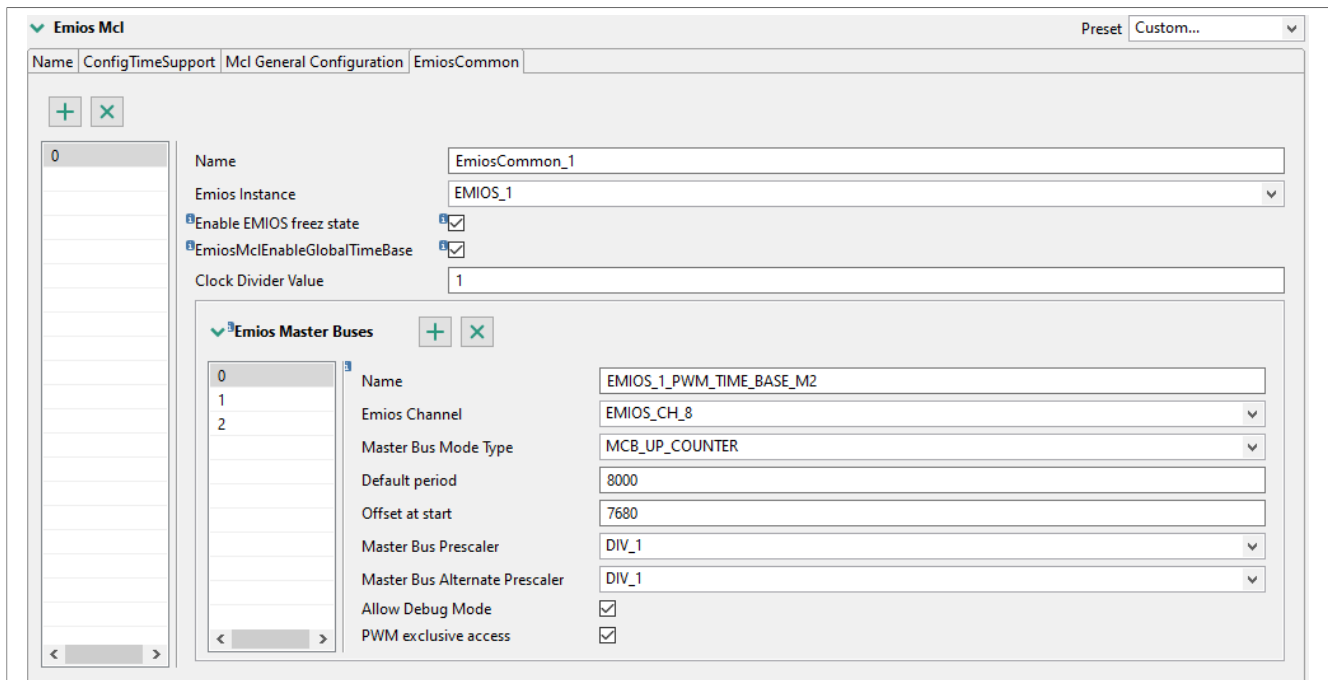 Emios Mcl
Preset Custom...
Name ConfigTimeSupport Mcl General Configuration EmiosCommon
0
Name EmiosCommon_1
Emios Instance EMIOS_1
Enable EMIOS freez state
EmiosMclEnableGlobalTimeBase
Clock Divider Value 1
Emios Master Buses
0
1
2
Name EMIOS_1_PWM_TIME_BASE_M2
Emios Channel EMIOS_CH_8
Master Bus Mode Type MCB_UP_COUNTER
Default period 8000
Offset at start 7680
Master Bus Prescaler DIV_1
Master Bus Alternate Prescaler DIV_1
Allow Debug Mode
PWM exclusive access